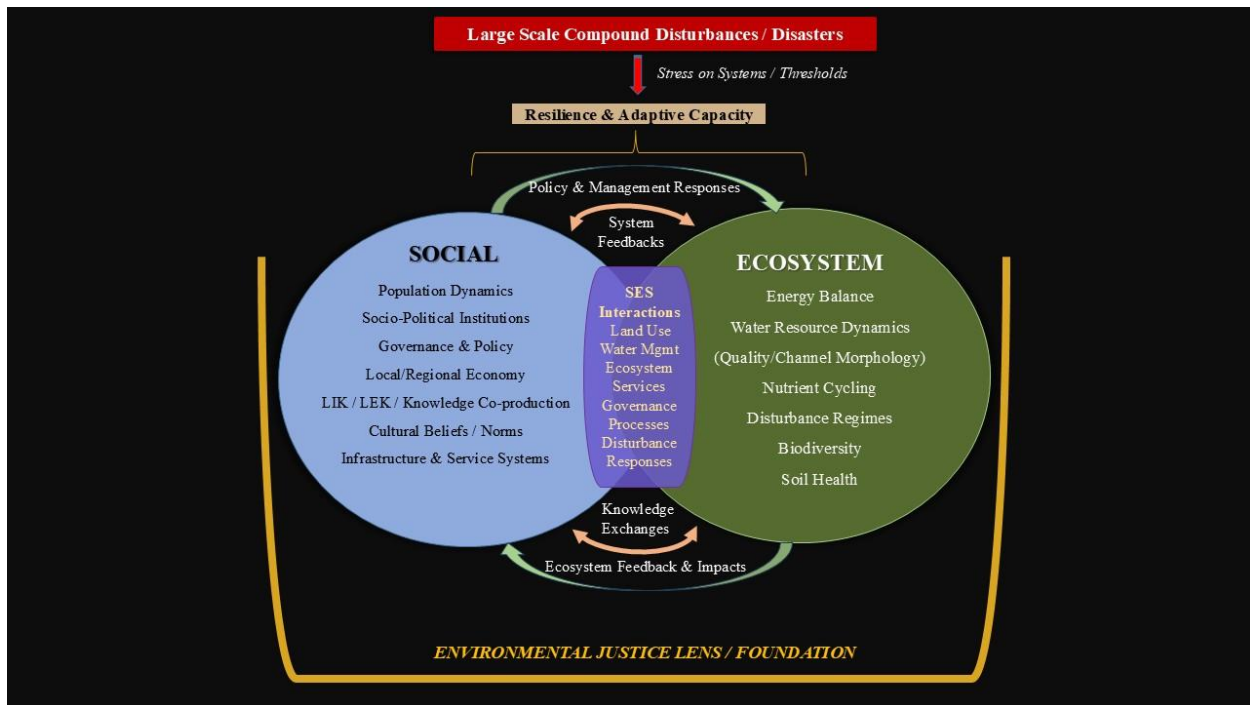 Large Scale Compound Disturbances / Disasters
Stress on Systems / Thresholds
Resilience & Adaptive Capacity
Policy & Management Responses
System
Feedbacks
SOCIAL
Population Dynamics
Socio-Political Institutions
Governance & Policy
Local/Regional Economy
LIK / LEK / Knowledge Co-production
Cultural Beliefs / Norms
Infrastructure & Service Systems
SES
Interactions
Land Use
Water Mgmt
Ecosystem
Services
Governance
Processes
Disturbance
Responses
ECOSYSTEM
Energy Balance
Water Resource Dynamics
(Quality/Channel Morphology)
Nutrient Cycling
Disturbance Regimes
Biodiversity
Soil Health
Knowledge
Exchanges
Ecosystem Feedback & Impacts
ENVIRONMENTAL JUSTICE LENS / FOUNDATION